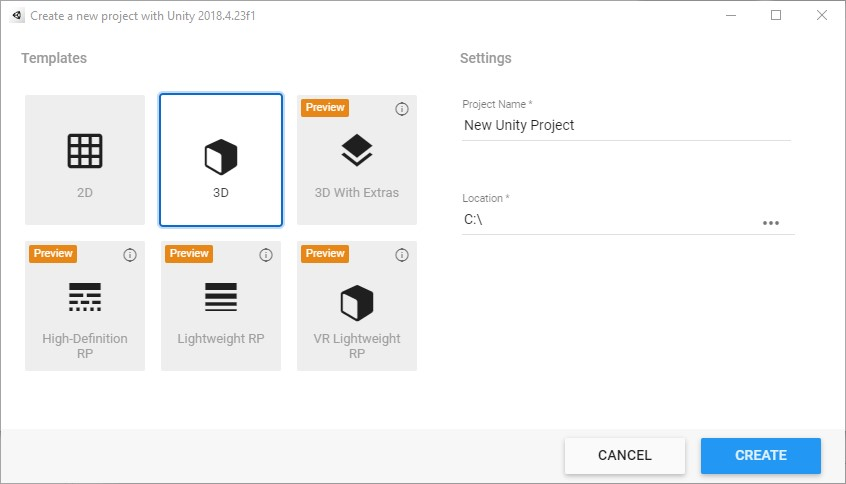 Create a new project with Unity 2018.4.23f1
Templates
2D
3D
Preview
3D With Extras
Preview
High-Definition
RP
Preview
Lightweight RP
Preview
VR Lightweight
RP
Settings
Project Name *
New Unity Project
Location *
C:\
CANCEL
CREATE